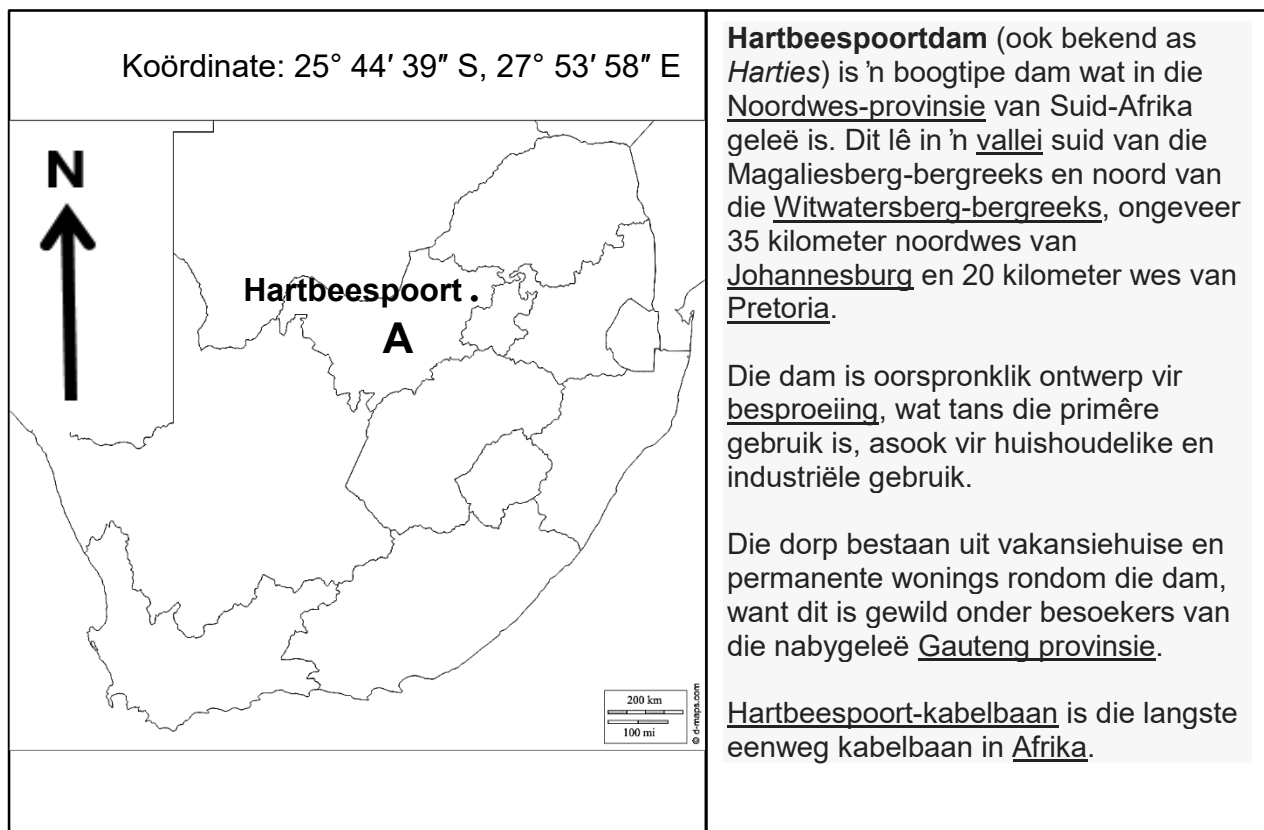 Koördinate: 25° 44′ 39″ S, 27° 53′ 58″ E
N
Hartbeespoort .
A
200 km
100 mi
© d-maps.com
Hartbeespoortdam (ook bekend as
Harties) is ’n boogtipe dam wat in die
Noordwes-provinsie van Suid-Afrika
geleë is. Dit lê in ’n vallei suid van die
Magaliesberg-bergreeks en noord van
die Witwatersberg-bergreeks, ongeveer
35 kilometer noordwes van
Johannesburg en 20 kilometer wes van
Pretoria.
Die dam is oorspronklik ontwerp vir
besproeiing, wat tans die primêre
gebruik is, asook vir huishoudelike en
industriële gebruik.
Die dorp bestaan uit vakansiehuise en
permanente wonings rondom die dam,
want dit is gewild onder besoekers van
die nabygeleë Gauteng provinsie.
Hartbeespoort-kabelbaan is die langste
eenweg kabelbaan in Afrika.